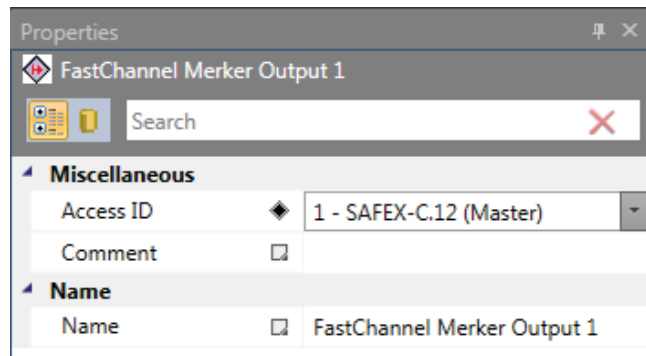 Properties
FastChannel Merker Output 1
Search
Miscellaneous
Access ID 1 - SAFEX-C.12 (Master)
Comment
Name
Name FastChannel Merker Output 1